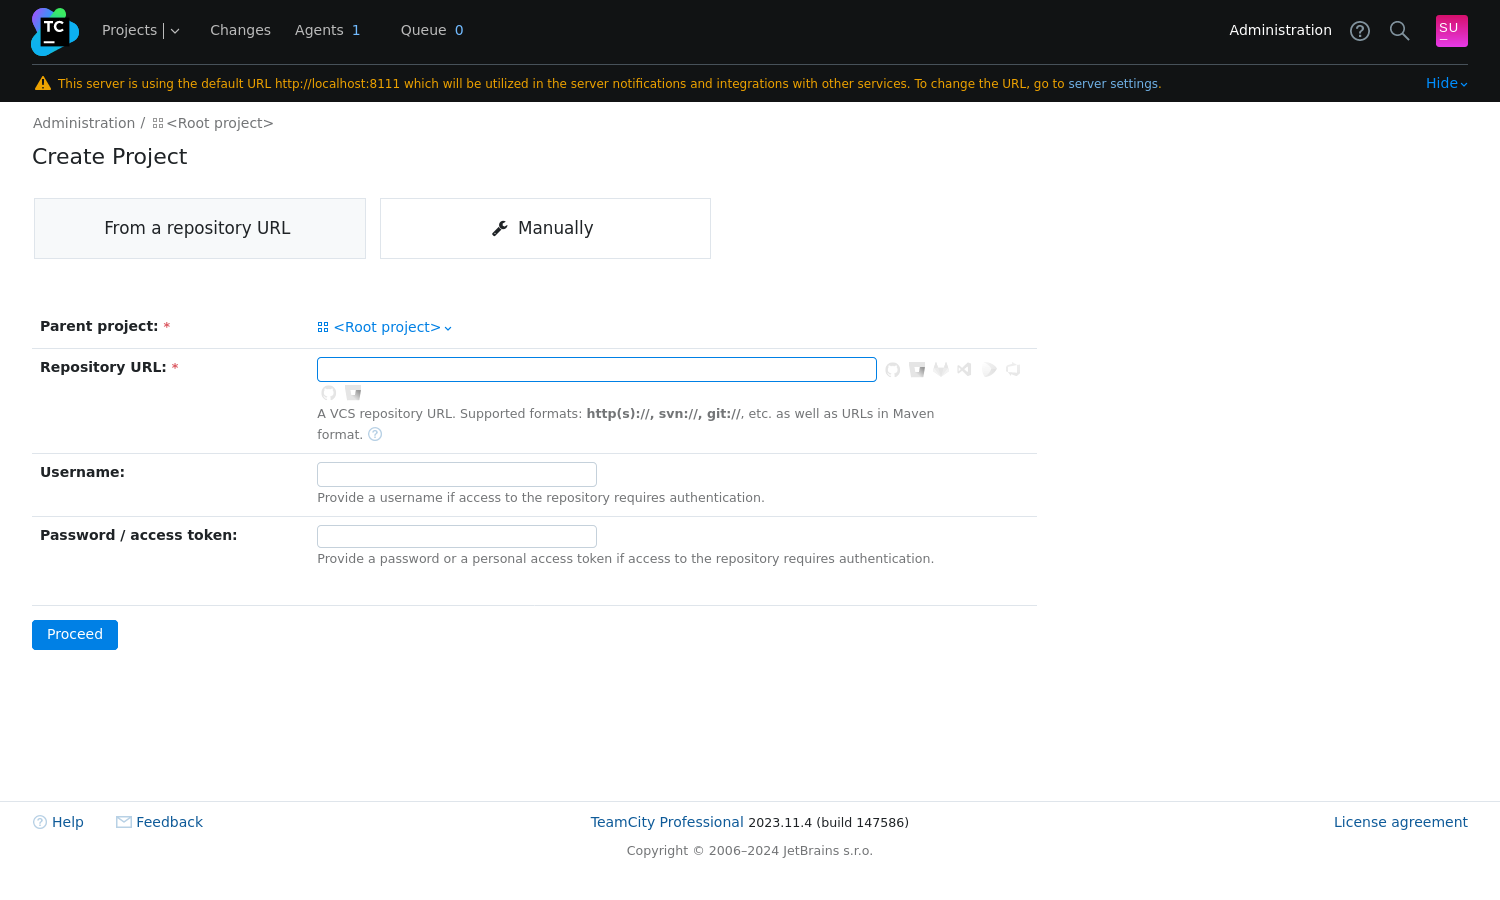 TC
Projects
Changes
Agents 1
Queue 0
Administration
SU
This server is using the default URL http://localhost:8111 which will be utilized in the server notifications and integrations with other services. To change the URL, go to server settings.
Hide
Administration / <Root project>
Create Project
From a repository URL
Manually
Parent project: * <Root project>
Repository URL: *
A VCS repository URL. Supported formats: http(s)://, svn://, git://, etc. as well as URLs in Maven
format. ?
Username:
Provide a username if access to the repository requires authentication.
Password / access token:
Provide a password or a personal access token if access to the repository requires authentication.
Proceed
Help
Feedback
TeamCity Professional 2023.11.4 (build 147586)
License agreement
Copyright © 2006–2024 JetBrains s.r.o.